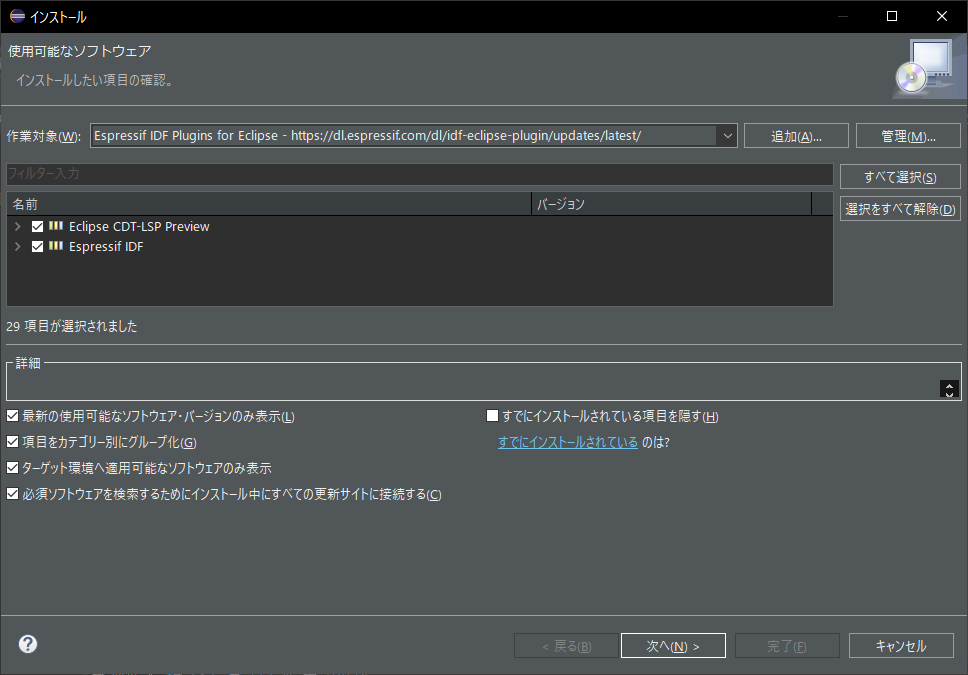 インストール
使用可能なソフトウェア
インストールしたい項目の確認。
作業対象(W): Espressif IDF Plugins for Eclipse - https://dl.espressif.com/dl/idf-eclipse-plugin/updates/latest/ 追加(A)... 管理(M)...
フィルター入力 すべて選択(S)
名前 バージョン 選択をすべて解除(D)
Eclipse CDT-LSP Preview
Espressif IDF
29 項目が選択されました
詳細
最新の使用可能なソフトウェア・バージョンのみ表示(L) すでにインストールされている項目を隠す(H)
項目をカテゴリー別にグループ化(G) すでにインストールされている のは?
ターゲット環境へ適用可能なソフトウェアのみ表示
必須ソフトウェアを検索するためにインストール中にすべての更新サイトに接続する(C)
? < 戻る(B) 次へ(N) > 完了(F) キャンセル